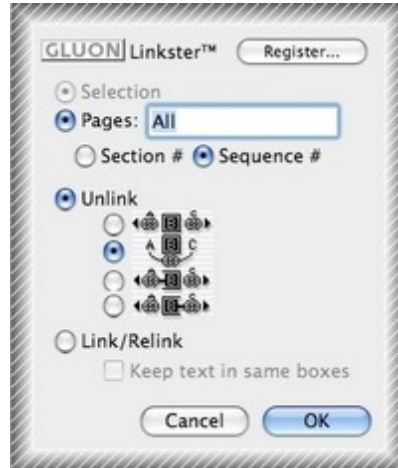 GLUON Linkster™ Register...
Selection
Pages: All
Section # Sequence #
Unlink
A B C
Link/Relink
Keep text in same boxes
Cancel OK